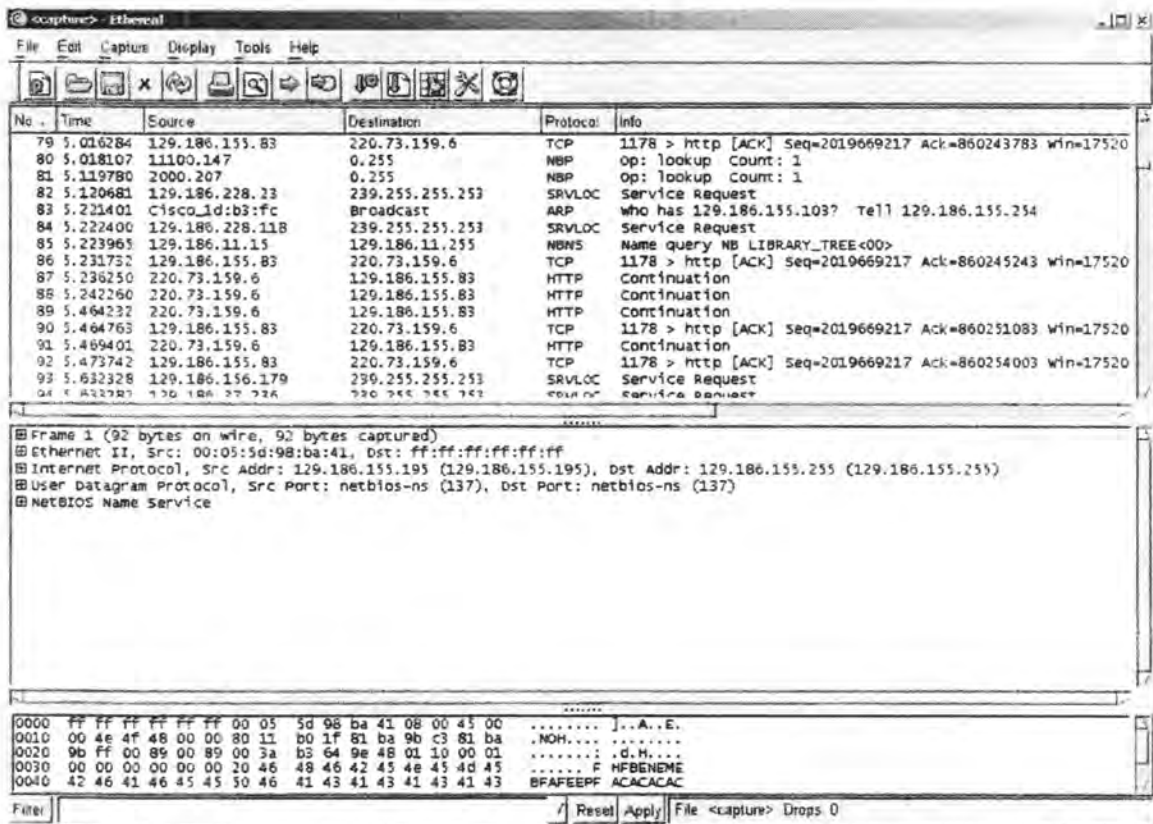 <capture> - Ethereal
File Edit Capture Display Tools Help
No. Time Source Destination Protocol Info
79 5.016284 129.186.155.83 220.73.159.6 TCP 1178 > http [ACK] Seq=2019669217 Ack=860243783 Win=17520
80 5.018107 11100.147 0.255 NBP Op: lookup Count: 1
81 5.119780 2000.207 0.255 NBP Op: lookup Count: 1
82 5.120681 129.186.228.23 239.255.255.253 SRVLOC Service Request
83 5.221401 Cisco_1d:b3:fc Broadcast ARP who has 129.186.155.103? Tell 129.186.155.254
84 5.222400 129.186.228.118 239.255.255.253 SRVLOC Service Request
85 5.223965 129.186.11.15 129.186.11.255 NBNS Name query NB LIBRARY_TREE<00>
86 5.231732 129.186.155.83 220.73.159.6 TCP 1178 > http [ACK] Seq=2019669217 Ack=860245243 Win=17520
87 5.236250 220.73.159.6 129.186.155.83 HTTP Continuation
88 5.242260 220.73.159.6 129.186.155.83 HTTP Continuation
89 5.464232 220.73.159.6 129.186.155.83 HTTP Continuation
90 5.464763 129.186.155.83 220.73.159.6 TCP 1178 > http [ACK] Seq=2019669217 Ack=860251083 Win=17520
91 5.469401 220.73.159.6 129.186.155.83 HTTP Continuation
92 5.473742 129.186.155.83 220.73.159.6 TCP 1178 > http [ACK] Seq=2019669217 Ack=860254003 Win=17520
93 5.632328 129.186.156.179 239.255.255.253 SRVLOC Service Request
94 129.186.27.236 239.255.255.253 SRVLOC Service Request
Frame 1 (92 bytes on wire, 92 bytes captured)
Ethernet II, Src: 00:05:5d:98:ba:41, Dst: ff:ff:ff:ff:ff:ff
Internet Protocol, Src Addr: 129.186.155.195 (129.186.155.195), Dst Addr: 129.186.155.255 (129.186.155.255)
User Datagram Protocol, Src Port: netbios-ns (137), Dst Port: netbios-ns (137)
NetBIOS Name Service
0000 ff ff ff ff ff ff 00 05 5d 98 ba 41 08 00 45 00 ........ ]..A..E.
0010 00 4e 4f 48 00 00 80 11 b0 1f 81 ba 9b c3 81 ba .NOH.... ........
0020 9b ff 00 89 00 89 00 3a b3 64 9e 48 01 10 00 01 .......: .d.H....
0030 00 00 00 00 00 00 20 46 48 46 42 45 4e 45 4d 45 ...... F HFBENEME
0040 42 46 41 46 45 45 50 46 41 43 41 43 41 43 41 43 BFAFEEPF ACACACAC
Filter / Reset Apply File <capture> Drops 0